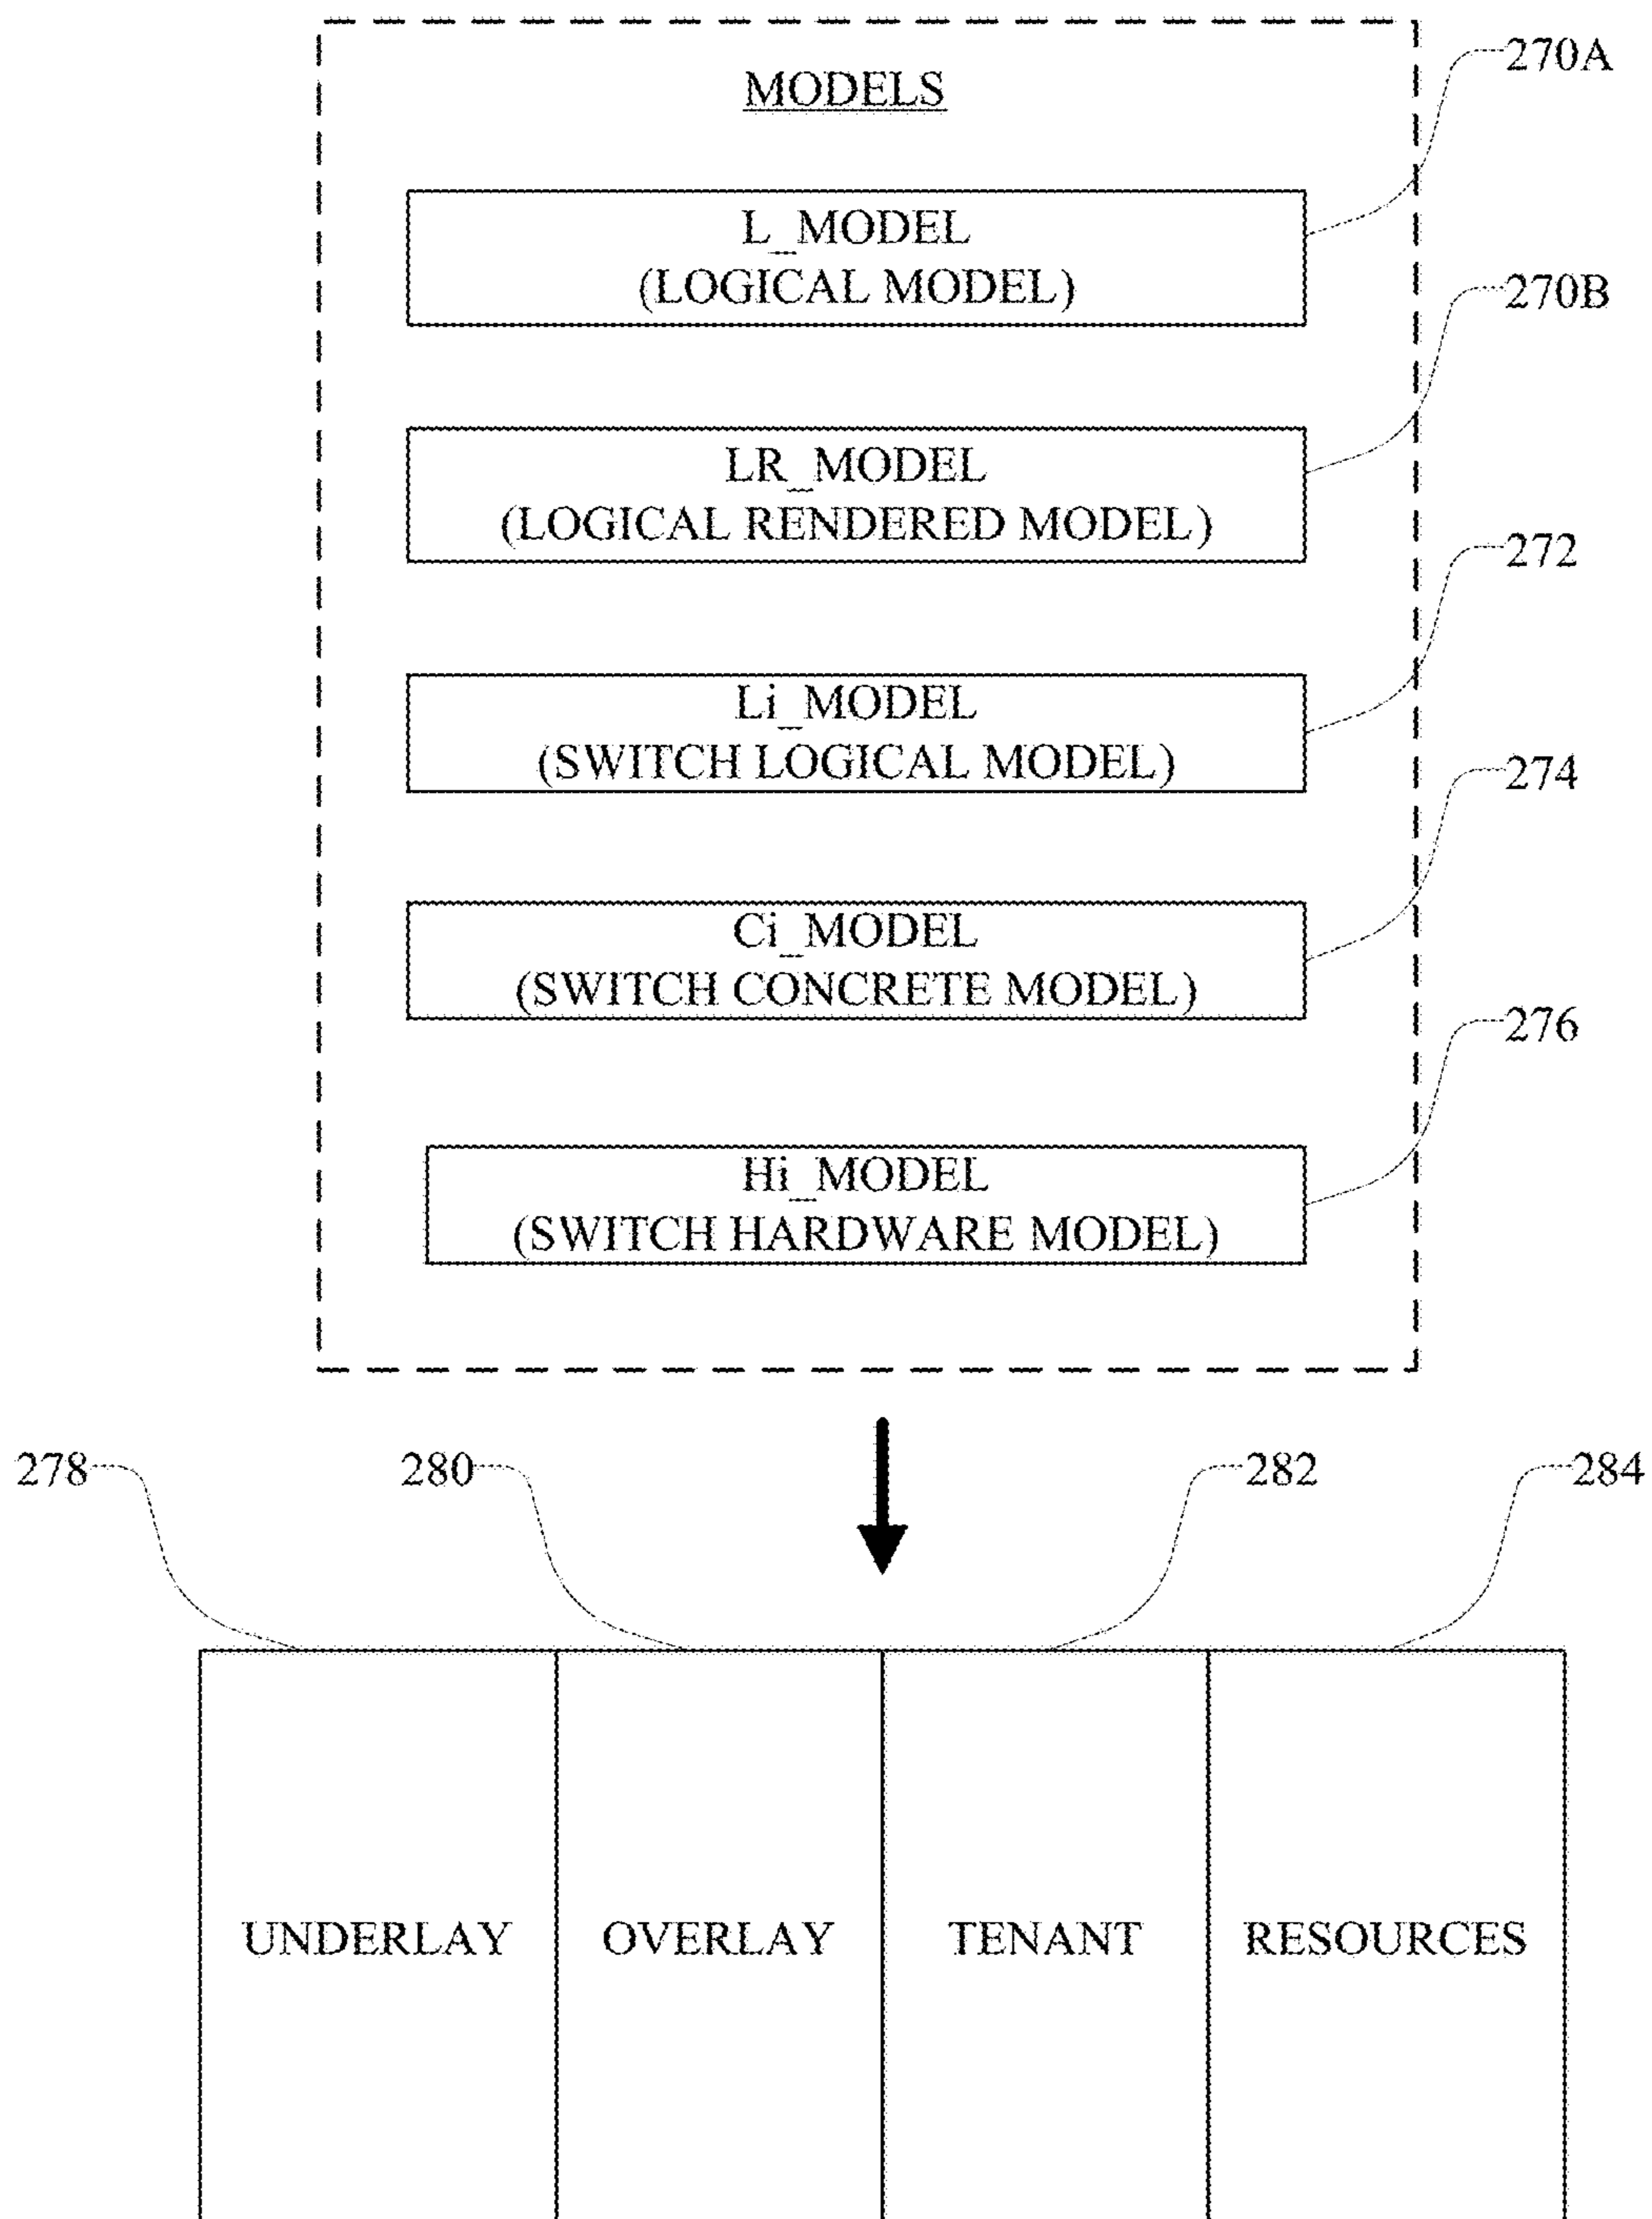 MODELS
270A
L_MODEL
(LOGICAL MODEL)
270B
LR_MODEL
(LOGICAL RENDERED MODEL)
272
Li_MODEL
(SWITCH LOGICAL MODEL)
274
Ci_MODEL
(SWITCH CONCRETE MODEL)
276
Hi_MODEL
(SWITCH HARDWARE MODEL)
278 280 282 284
UNDERLAY OVERLAY TENANT RESOURCES